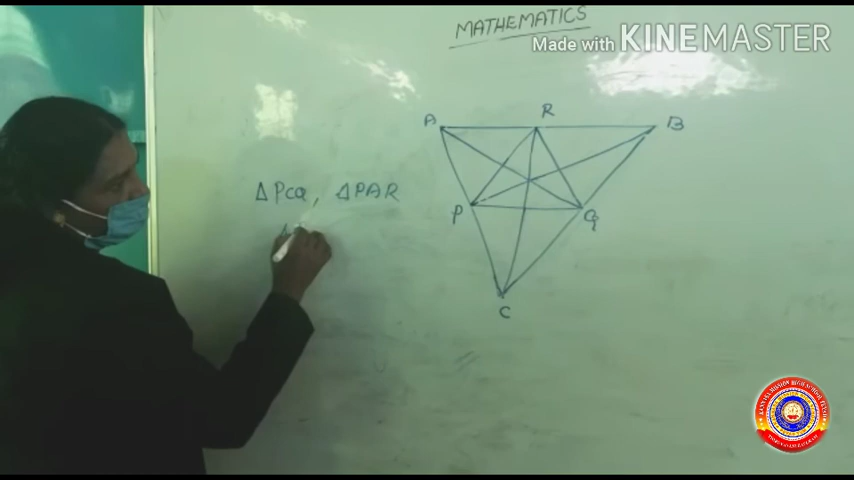 MATHEMATICS
Made with KINEMASTER
A R B
ΔPCQ, ΔPAR
P Q
Δ
C